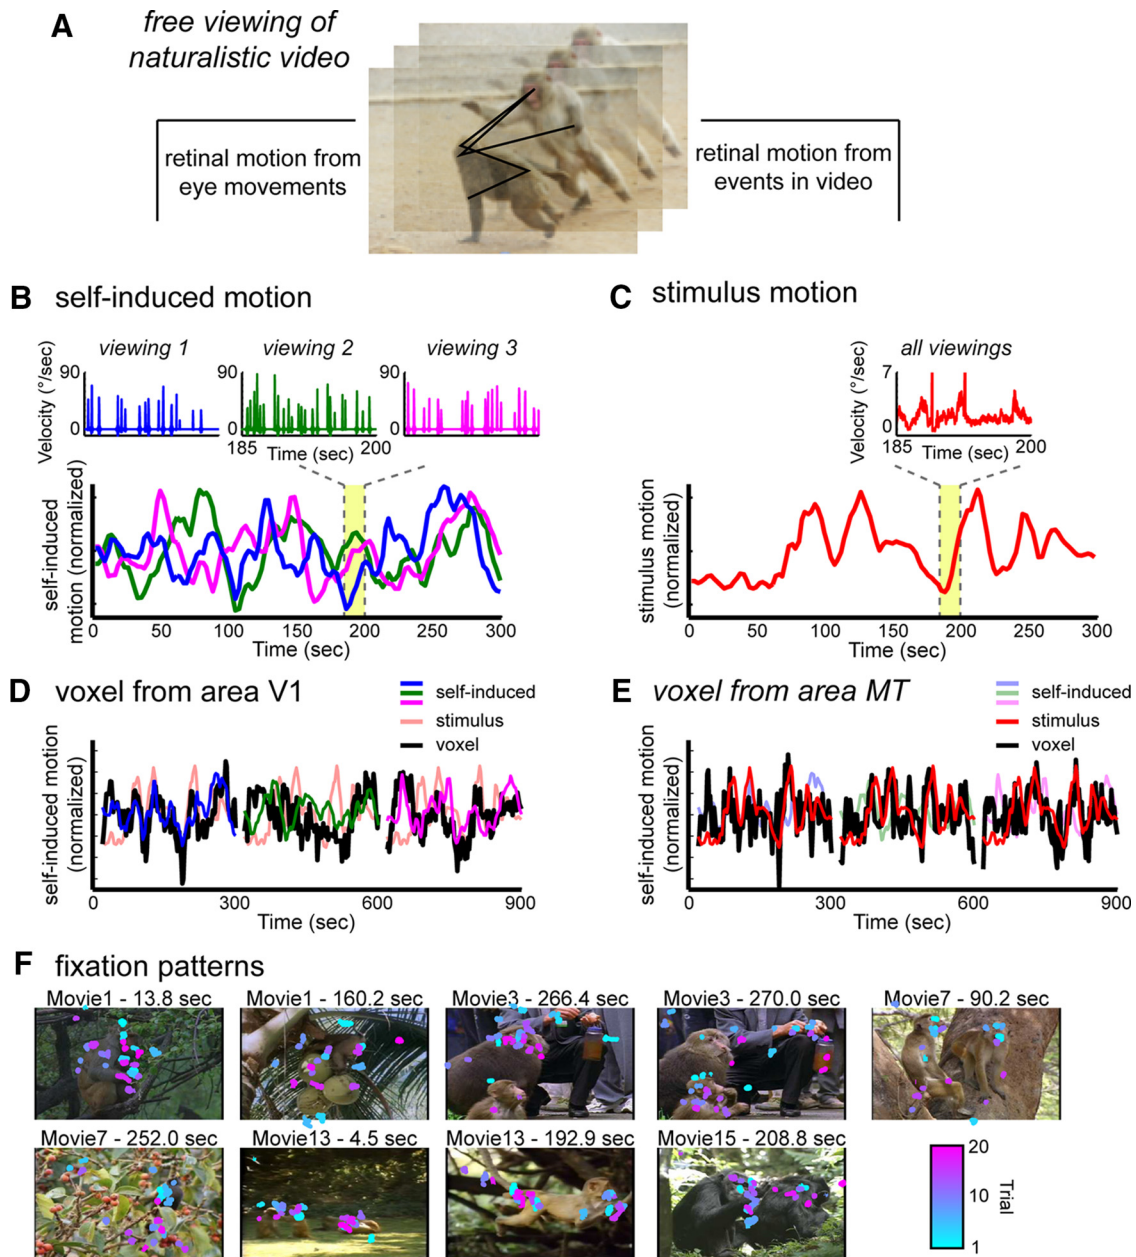 A
free viewing of
naturalistic video
retinal motion from
eye movements
retinal motion from
events in video
B self-induced motion
viewing 1
viewing 2
viewing 3
Velocity (°/sec)
90
0
90
0
90
0
185
Time (sec)
200
self-induced
motion (normalized)
0 50 100 150 200 250 300
Time (sec)
C stimulus motion
all viewings
Velocity (°/sec)
7
0
185
Time (sec)
200
stimulus motion
(normalized)
0 50 100 150 200 250 300
Time (sec)
D voxel from area V1
self-induced
stimulus
voxel
self-induced motion
(normalized)
0 300 600 900
Time (sec)
E voxel from area MT
self-induced
stimulus
voxel
self-induced motion
(normalized)
0 300 600 900
Time (sec)
F fixation patterns
Movie1 - 13.8 sec
Movie1 - 160.2 sec
Movie3 - 266.4 sec
Movie3 - 270.0 sec
Movie7 - 90.2 sec
Movie7 - 252.0 sec
Movie13 - 4.5 sec
Movie13 - 192.9 sec
Movie15 - 208.8 sec
20
10
1
Trial